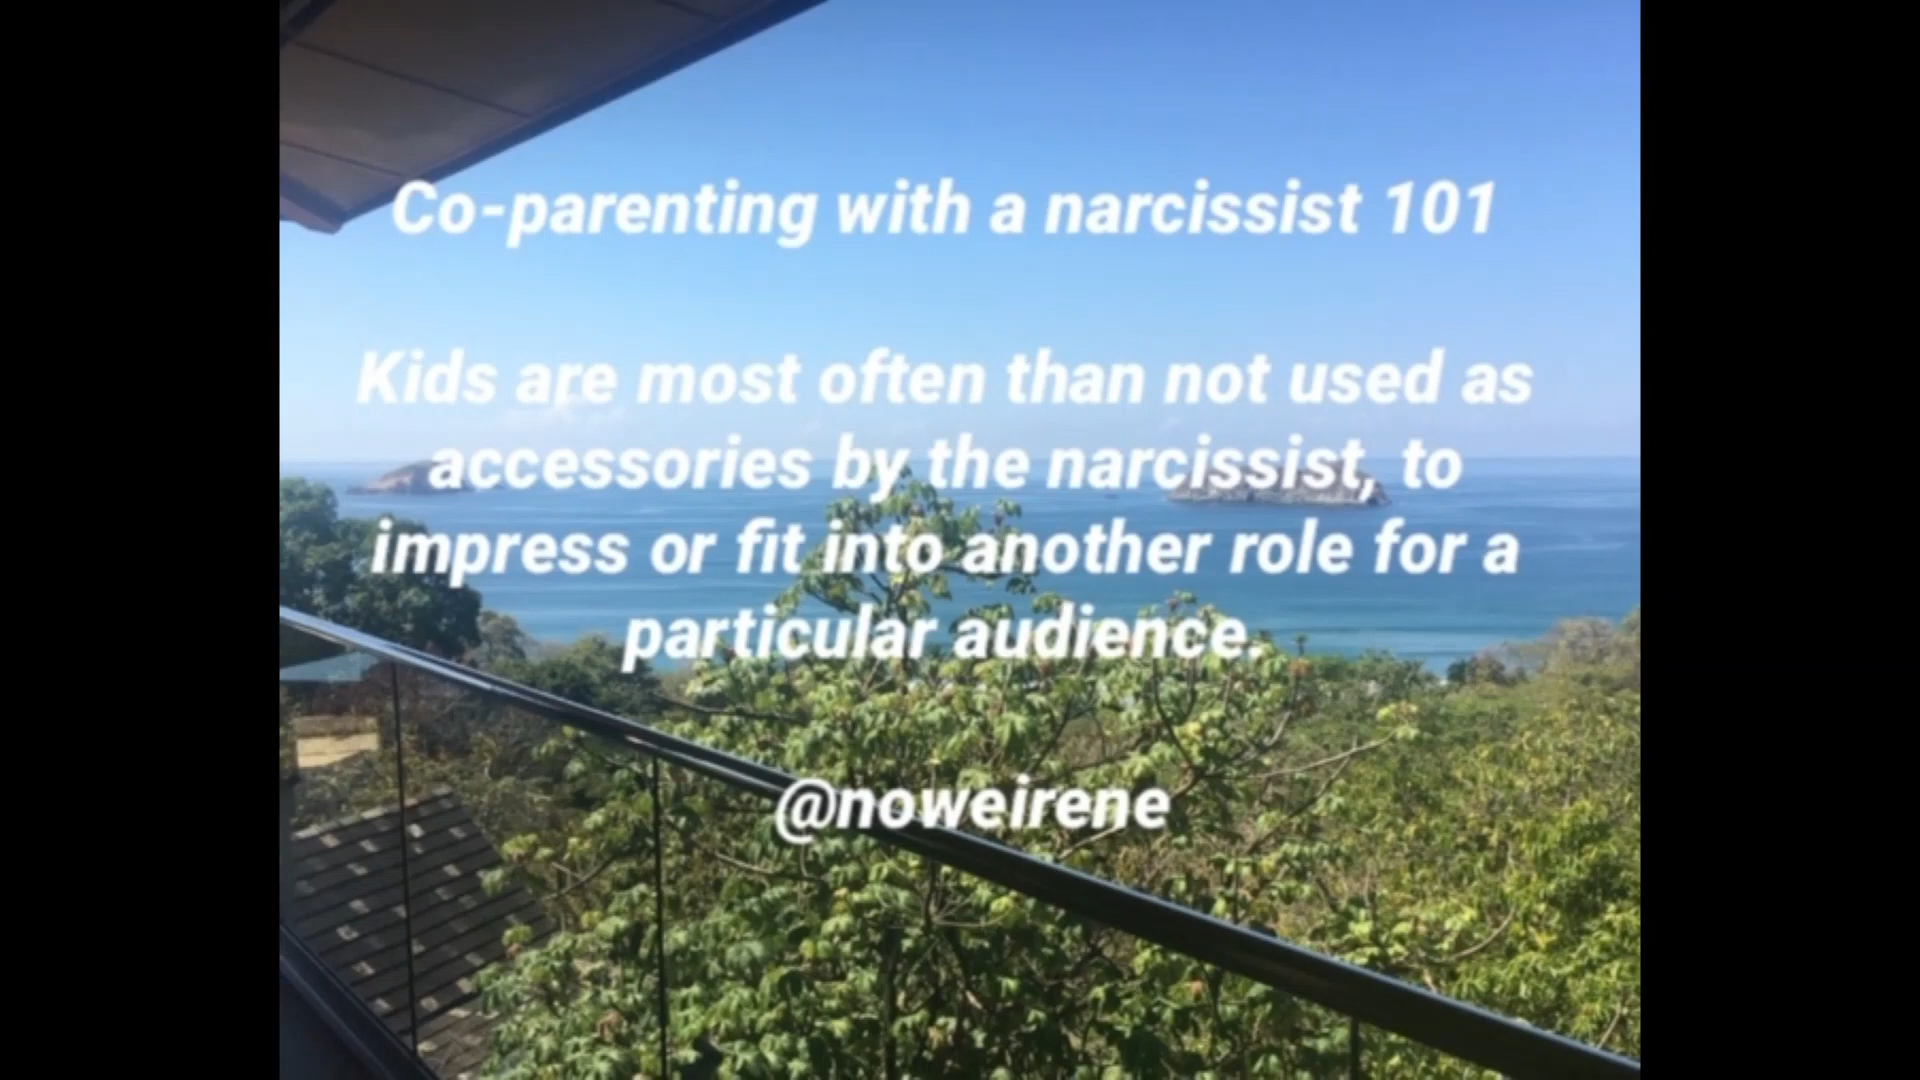 Co-parenting with a narcissist 101
Kids are most often than not used as
accessories by the narcissist, to
impress or fit into another role for a
particular audience.
@noweirene